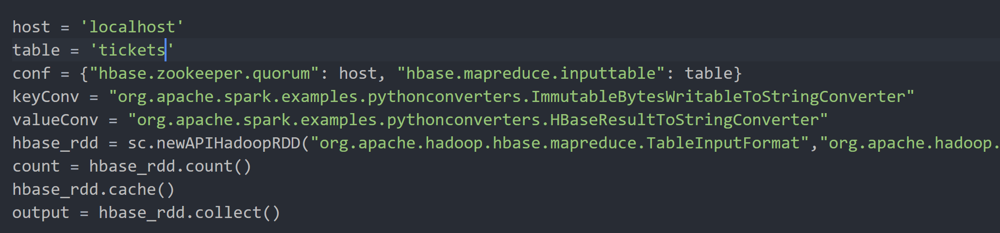 host = 'localhost'
table = 'tickets'
conf = {"hbase.zookeeper.quorum": host, "hbase.mapreduce.inputtable": table}
keyConv = "org.apache.spark.examples.pythonconverters.ImmutableBytesWritableToStringConverter"
valueConv = "org.apache.spark.examples.pythonconverters.HBaseResultToStringConverter"
hbase_rdd = sc.newAPIHadoopRDD("org.apache.hadoop.hbase.mapreduce.TableInputFormat","org.apache.hadoop.
count = hbase_rdd.count()
hbase_rdd.cache()
output = hbase_rdd.collect()